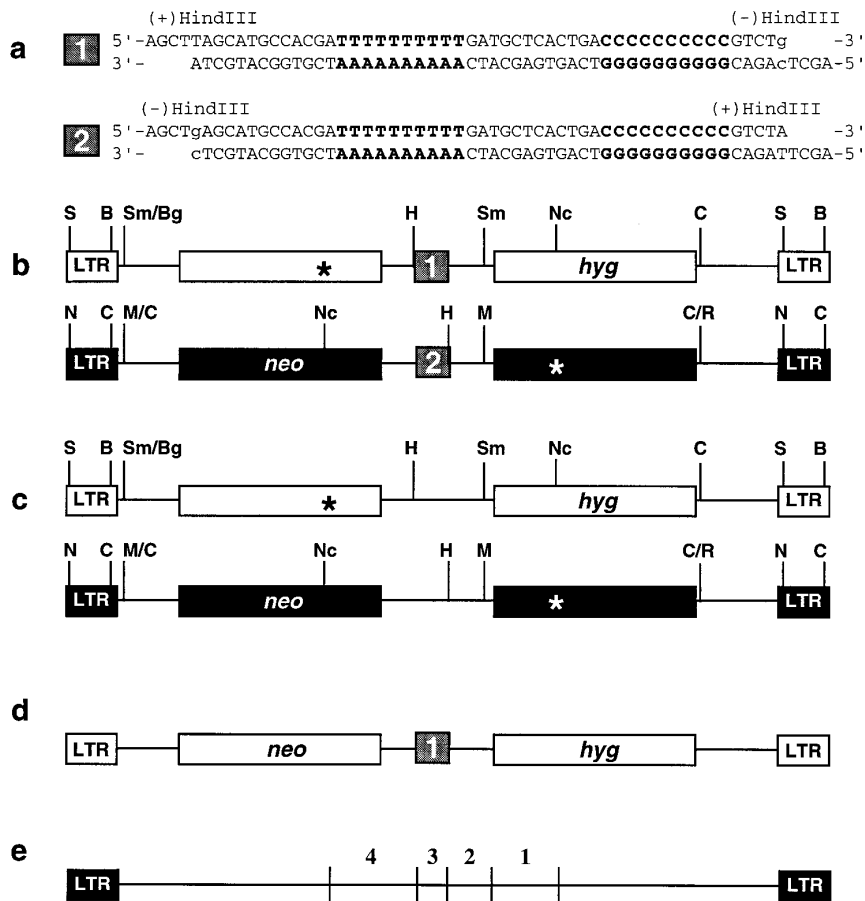 (+)HindIII (-)HindIII
a 1 5'-AGCTTAGCATGCCACGATTTTTTTTTTGATGCTCACTGACCCCCCCCCCGTCTg -3'
3'- ATCGTACGGTGCTAAAAAAAAAACTACGAGTGACTGGGGGGGGGGCAGAcTCGA-5'
(-)HindIII (+)HindIII
2 5'-AGCTgAGCATGCCACGATTTTTTTTTTGATGCTCACTGACCCCCCCCCCGTCTA -3'
3'- cTCGTACGGTGCTAAAAAAAAAACTACGAGTGACTGGGGGGGGGGCAGATTCGA-5'
S B Sm/Bg H Sm Nc C S B
b LTR * 1 hyg LTR
N C M/C Nc H M C/R N C
LTR neo 2 * LTR
S B Sm/Bg H Sm Nc C S B
c LTR * hyg LTR
N C M/C Nc H M C/R N C
LTR neo * LTR
d LTR neo 1 hyg LTR
e 4 3 2 1
LTR LTR